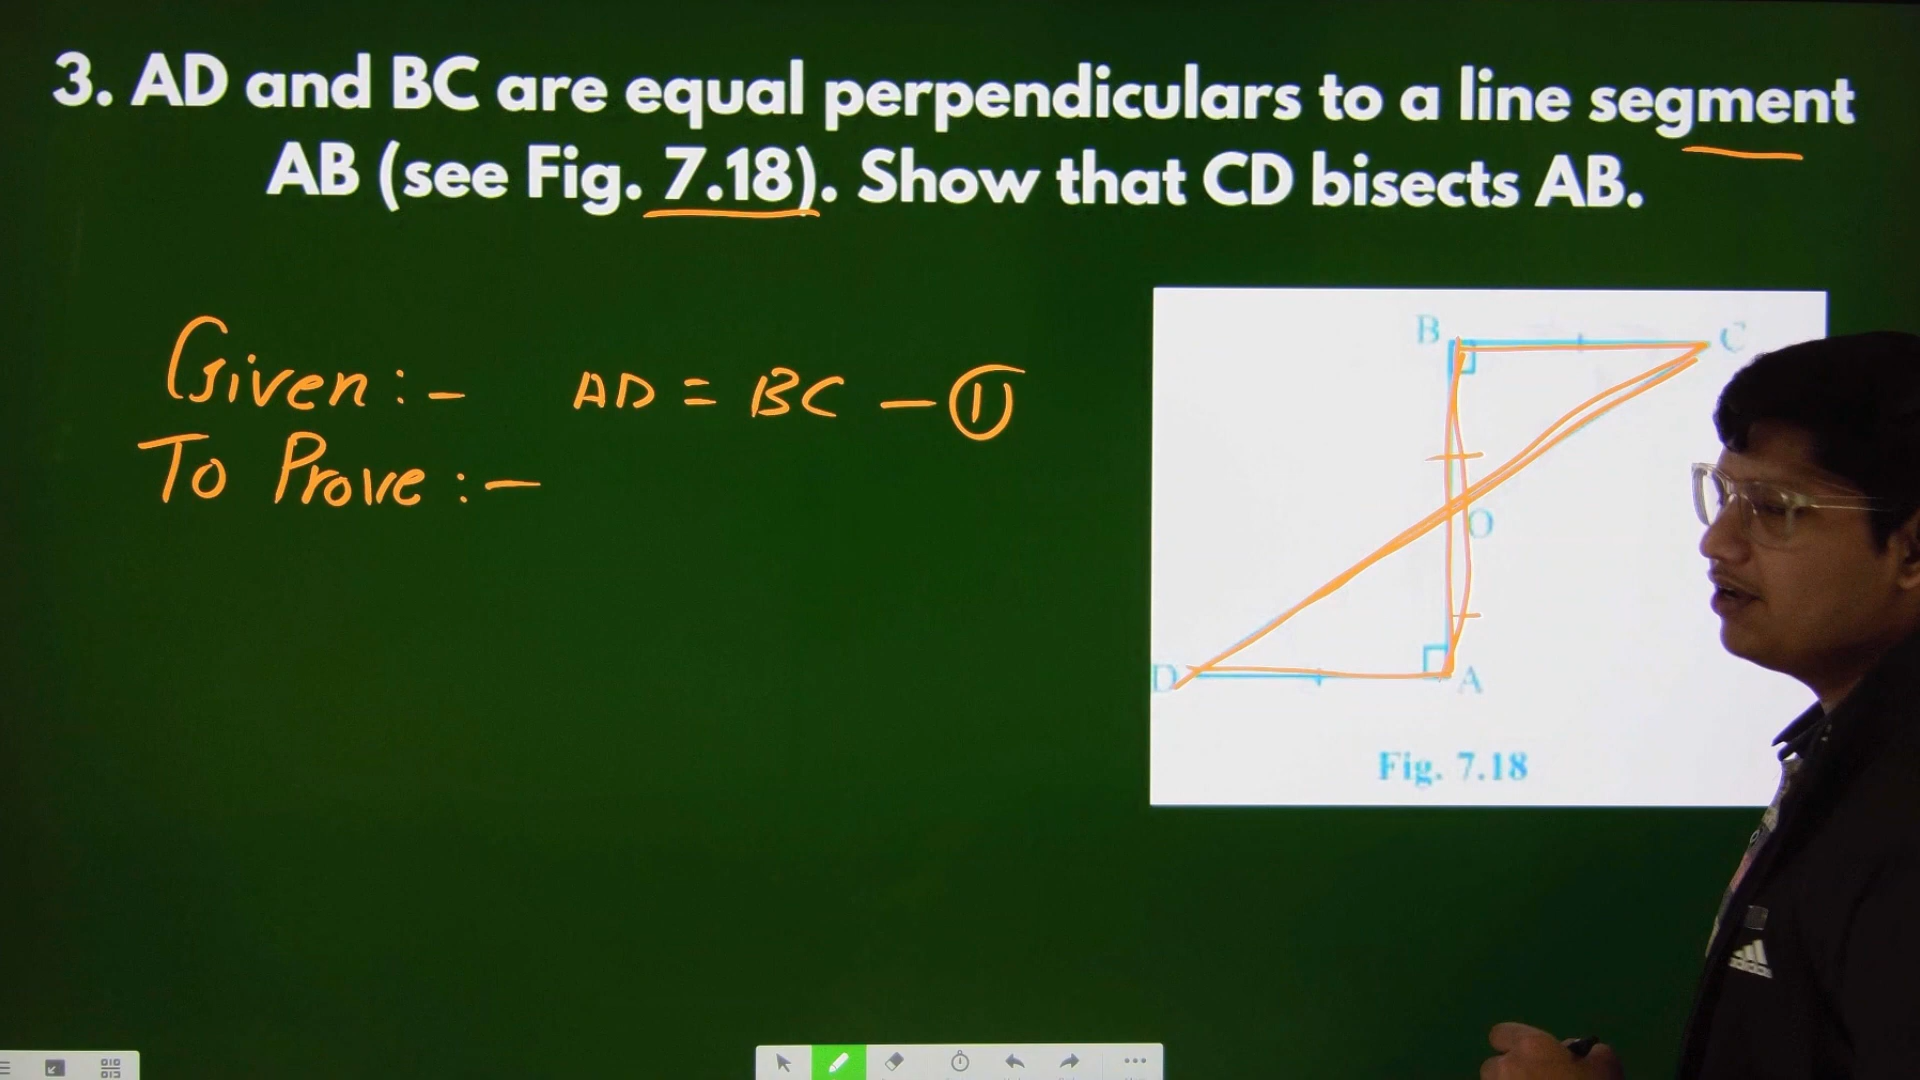 3. AD and BC are equal perpendiculars to a line segment
AB (see Fig. 7.18). Show that CD bisects AB.
Given :- AD = BC - ①
To Prove :-
B C
O
D A
Fig. 7.18
adidas